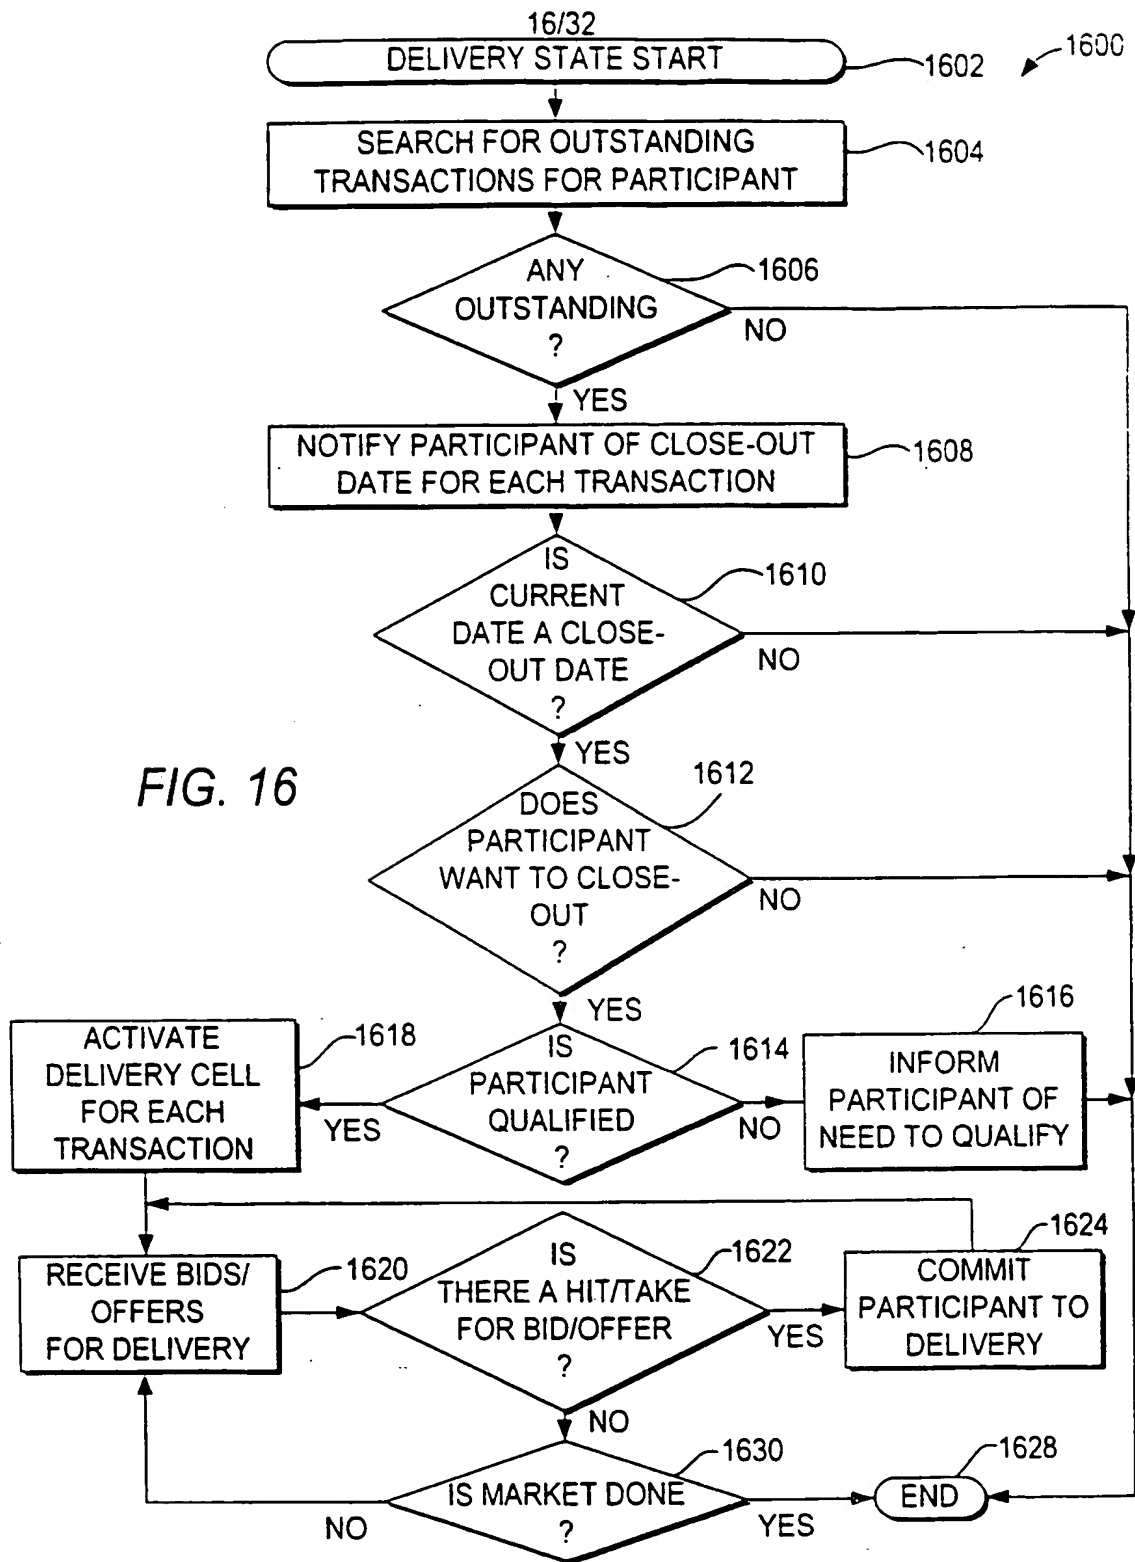 16/32
DELIVERY STATE START
1602
1600
SEARCH FOR OUTSTANDING
TRANSACTIONS FOR PARTICIPANT
1604
ANY
OUTSTANDING
?
1606
NO
YES
NOTIFY PARTICIPANT OF CLOSE-OUT
DATE FOR EACH TRANSACTION
1608
IS
CURRENT
DATE A CLOSE-
OUT DATE
?
1610
NO
YES
FIG. 16
DOES
PARTICIPANT
WANT TO CLOSE-
OUT
?
1612
NO
YES
ACTIVATE
DELIVERY CELL
FOR EACH
TRANSACTION
1618
YES
IS
PARTICIPANT
QUALIFIED
?
1614
NO
INFORM
PARTICIPANT OF
NEED TO QUALIFY
1616
RECEIVE BIDS/
OFFERS
FOR DELIVERY
1620
IS
THERE A HIT/TAKE
FOR BID/OFFER
?
1622
YES
COMMIT
PARTICIPANT TO
DELIVERY
1624
NO
IS MARKET DONE
?
1630
NO
YES
END
1628